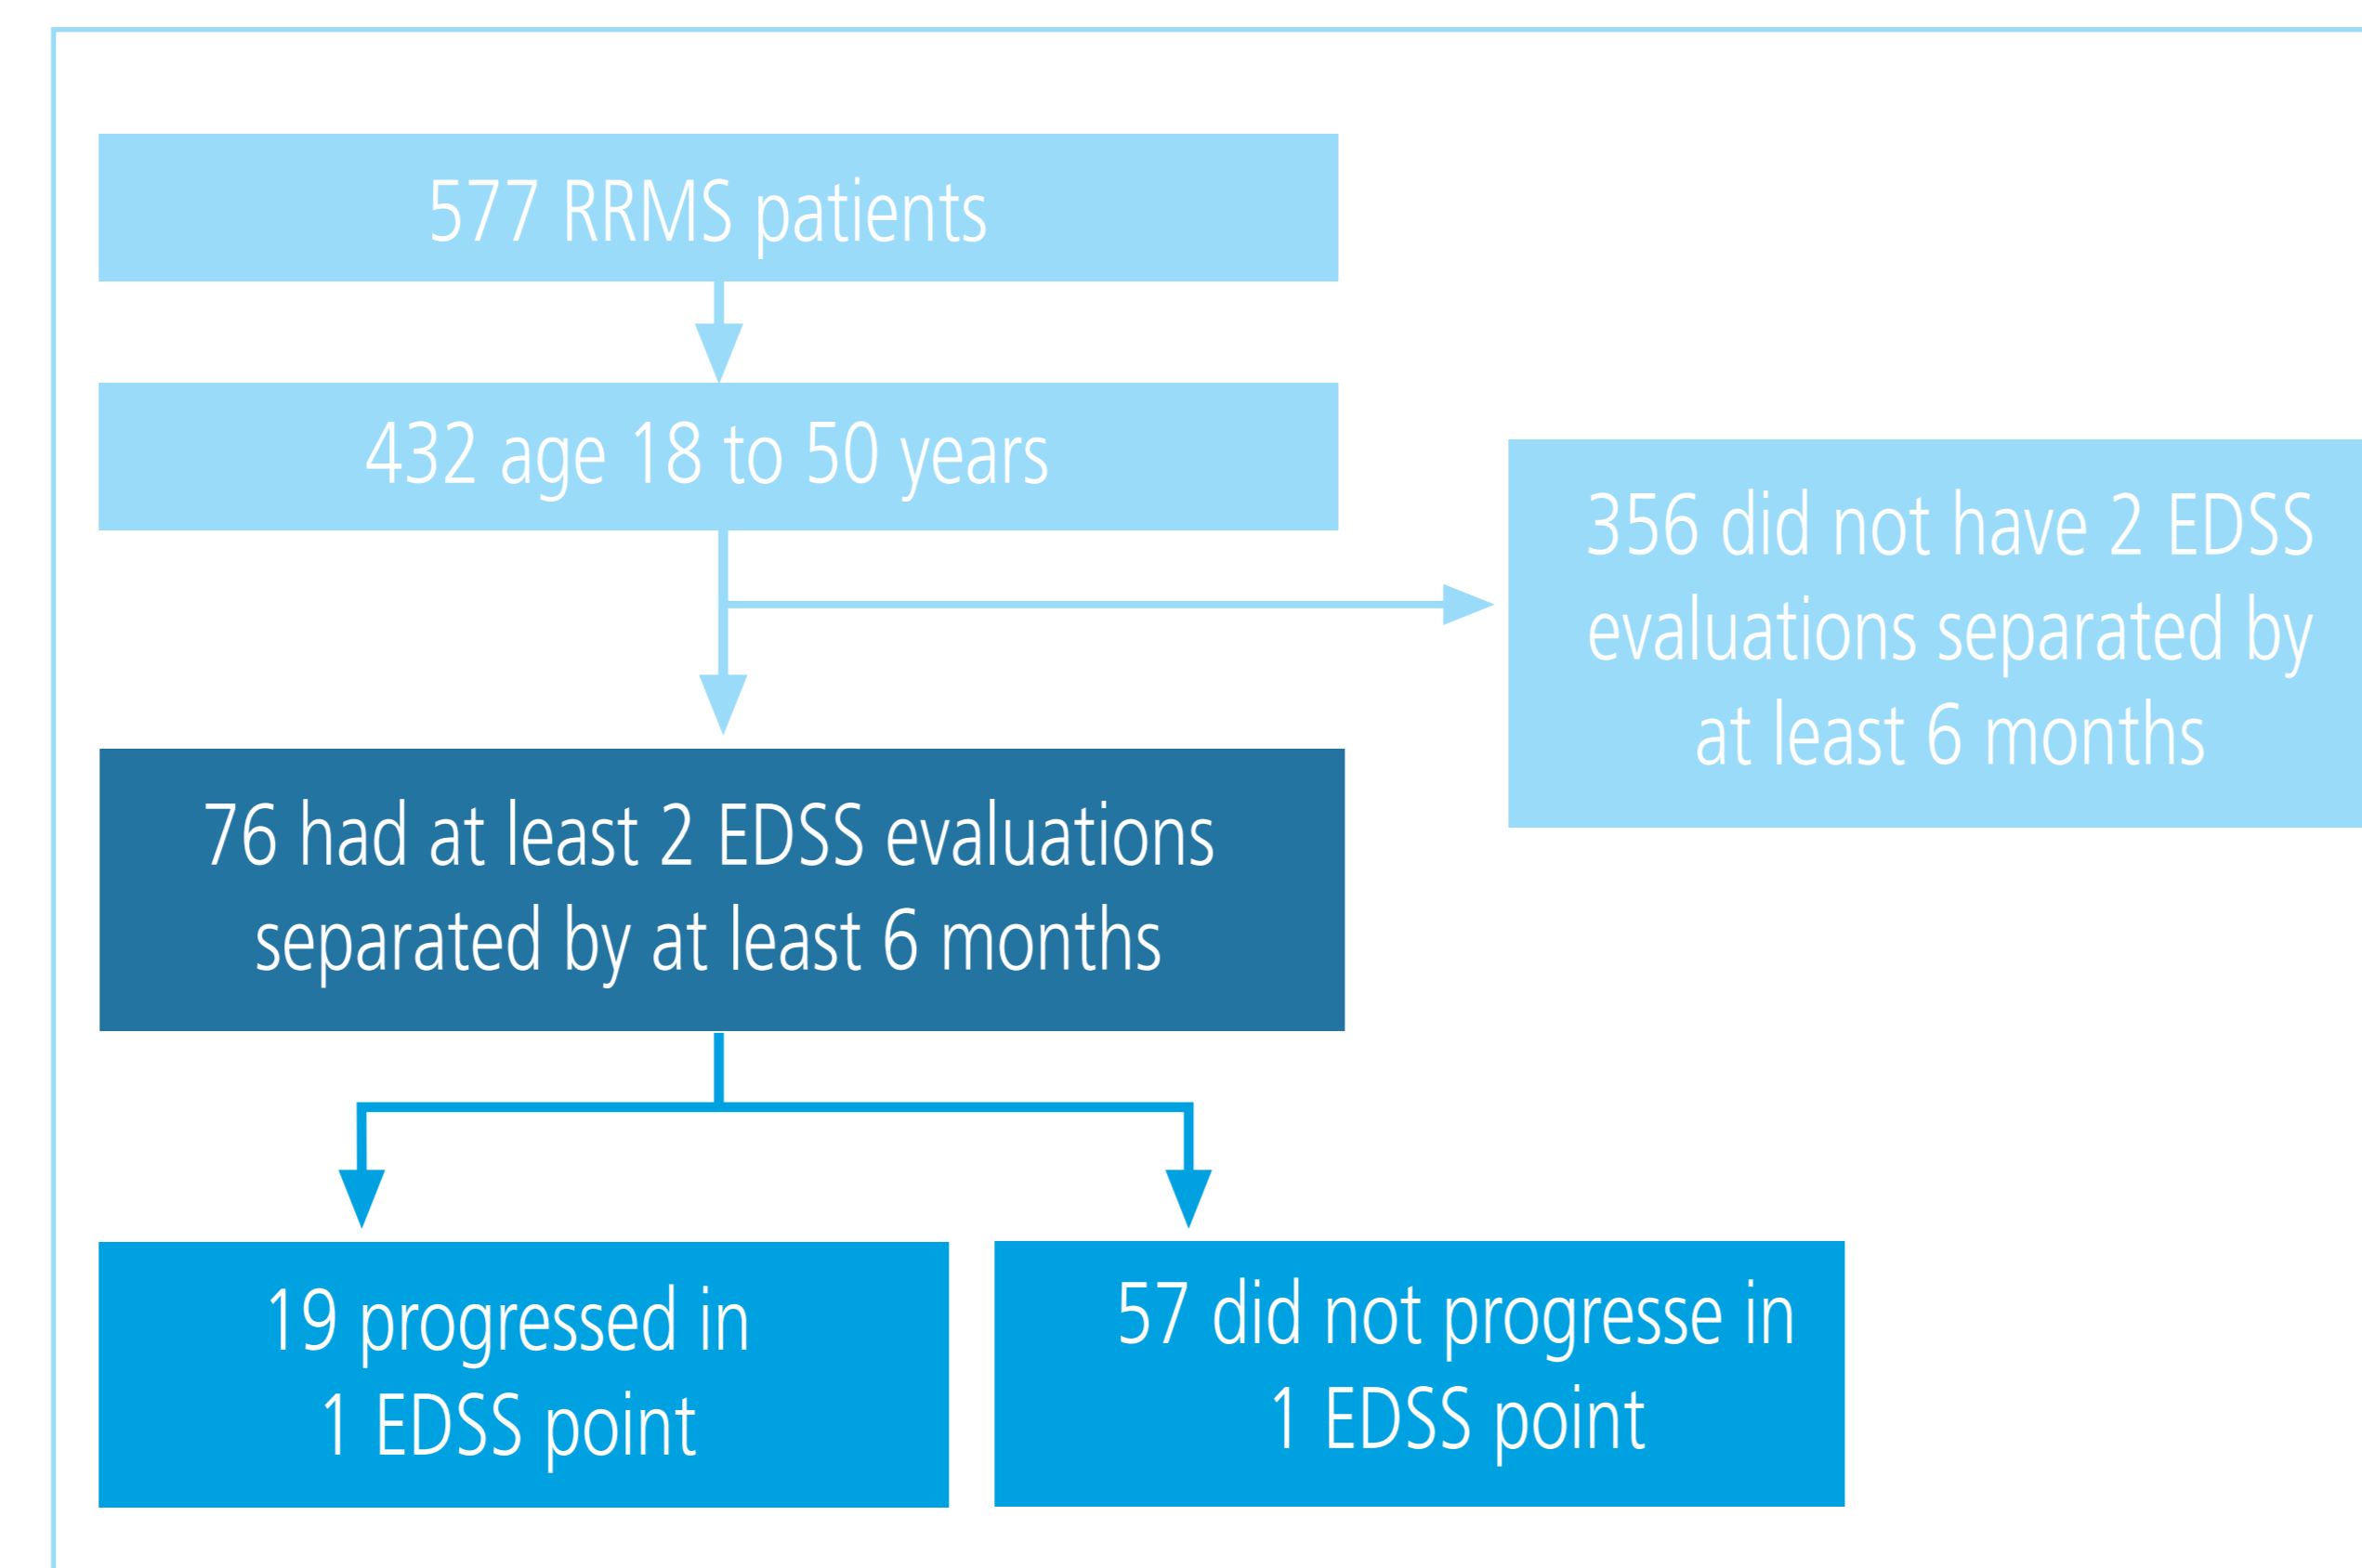 577 RRMS patients
432 age 18 to 50 years
356 did not have 2 EDSS
evaluations separated by
at least 6 months
76 had at least 2 EDSS evaluations
separated by at least 6 months
19 progressed in
1 EDSS point
57 did not progresse in
1 EDSS point